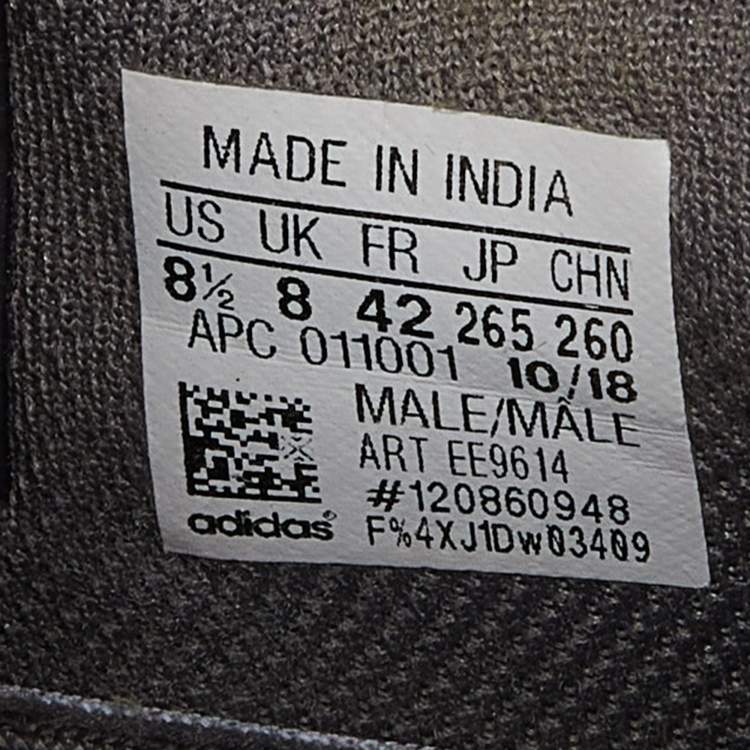 MADE IN INDIA
US UK FR JP CHN
8½ 8 42 265 260
APC 011001 10/18
MALE/MÂLE
ART EE9614
#120860948
adidas® F%4XJ1Dw03409